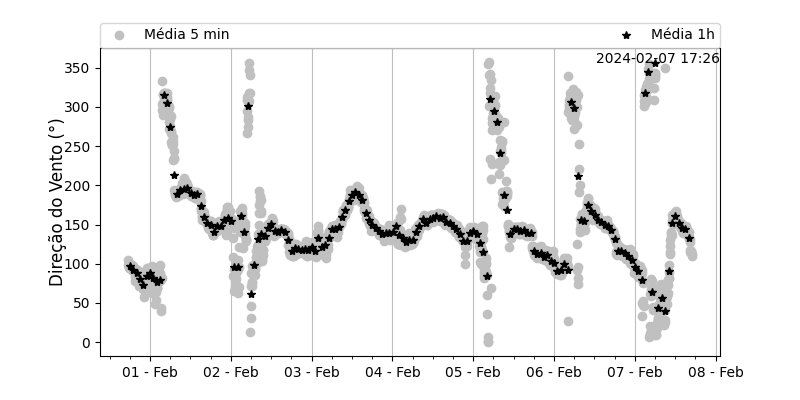 Média 5 min
Média 1h
2024-02-07 17:26
Direção do Vento (°)
350
300
250
200
150
100
50
0
01 - Feb
02 - Feb
03 - Feb
04 - Feb
05 - Feb
06 - Feb
07 - Feb
08 - Feb